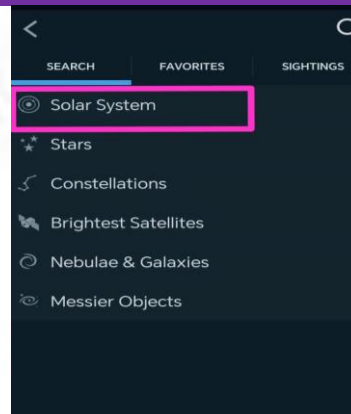 SEARCH FAVORITES SIGHTINGS
Solar System
Stars
Constellations
Brightest Satellites
Nebulae & Galaxies
Messier Objects